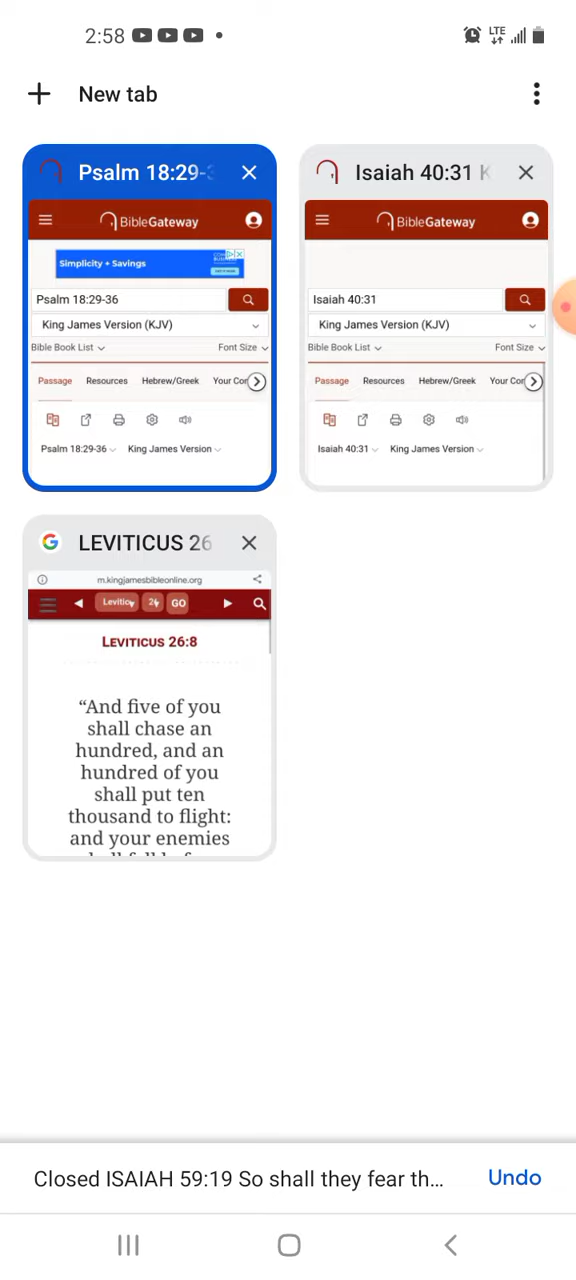 2:58
LTE
New tab
Psalm 18:29-3
BibleGateway
Simplicity + Savings
Psalm 18:29-36
King James Version (KJV)
Bible Book List
Font Size
Passage Resources Hebrew/Greek Your Cor
Psalm 18:29-36 King James Version
Isaiah 40:31 K
BibleGateway
Isaiah 40:31
King James Version (KJV)
Bible Book List
Font Size
Passage Resources Hebrew/Greek Your Cor
Isaiah 40:31 King James Version
LEVITICUS 26
m.kingjamesbibleonline.org
GO
LEVITICUS 26:8
“And five of you
shall chase an
hundred, and an
hundred of you
shall put ten
thousand to flight:
and your enemies
Closed ISAIAH 59:19 So shall they fear th...
Undo